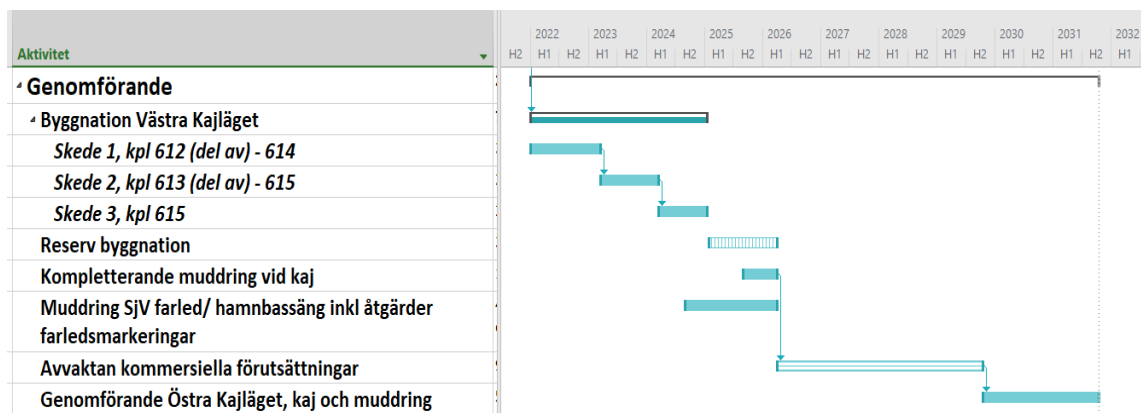 2022 2023 2024 2025 2026 2027 2028 2029 2030 2031 2032
Aktivitet
H2 H1 H2 H1 H2 H1 H2 H1 H2 H1 H2 H1 H2 H1 H2 H1 H2 H1 H2 H1 H2 H1
Genomförande
Byggnation Västra Kajläget
Skede 1, kpl 612 (del av) - 614
Skede 2, kpl 613 (del av) - 615
Skede 3, kpl 615
Reserv byggnation
Kompletterande muddring vid kaj
Muddring SjV farled/ hamnbassäng inkl åtgärder
farledsmarkeringar
Avvaktan kommersiella förutsättningar
Genomförande Östra Kajläget, kaj och muddring